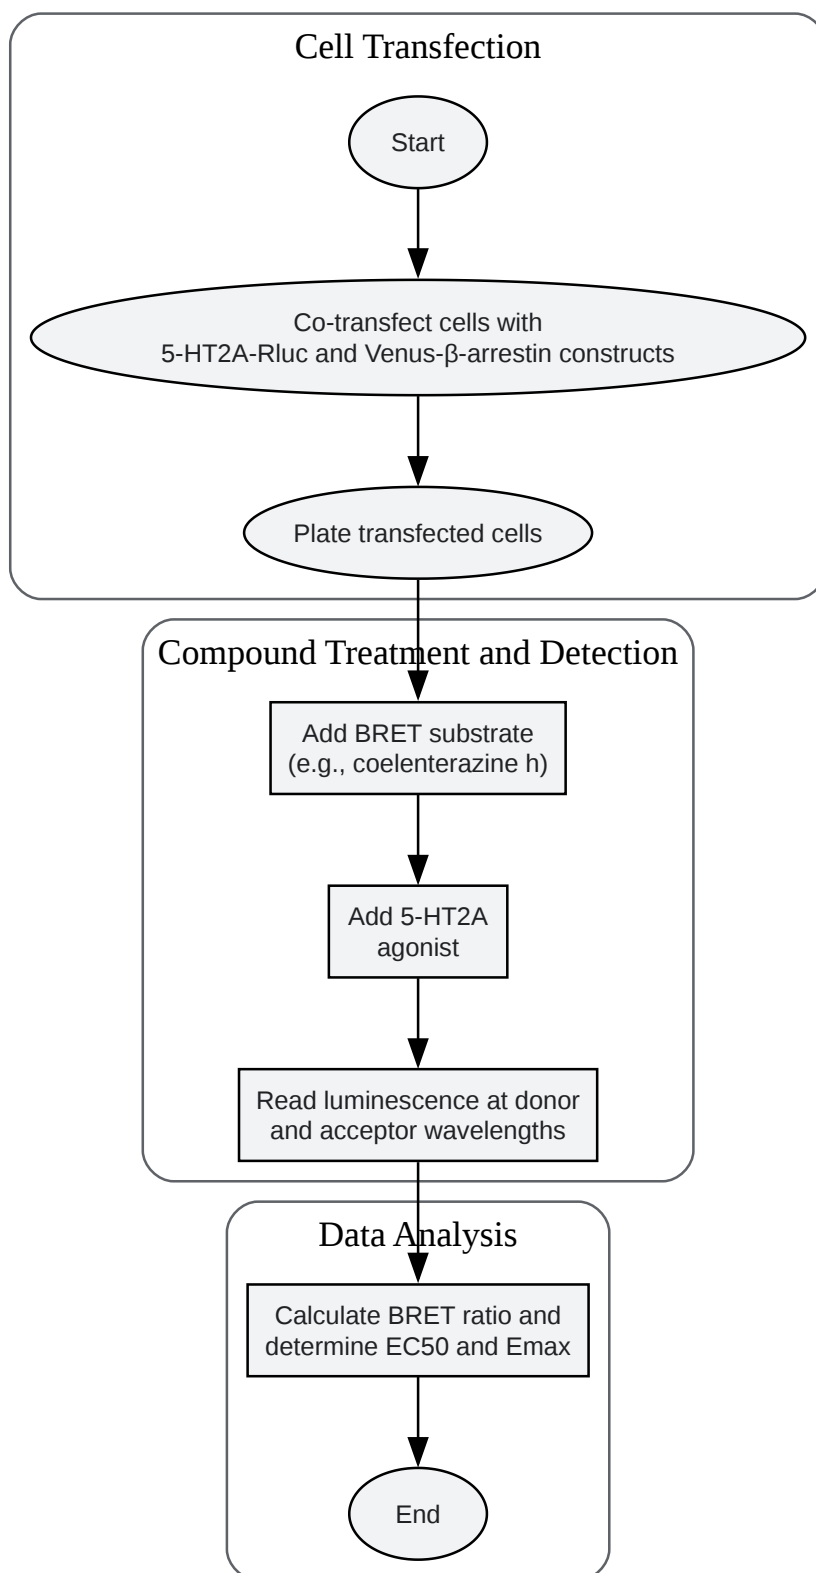 Cell Transfection
Start
Co-transfect cells with
5-HT2A-Rluc and Venus-β-arrestin constructs
Plate transfected cells
Compound Treatment and Detection
Add BRET substrate
(e.g., coelenterazine h)
Add 5-HT2A
agonist
Read luminescence at donor
and acceptor wavelengths
Data Analysis
Calculate BRET ratio and
determine EC50 and Emax
End